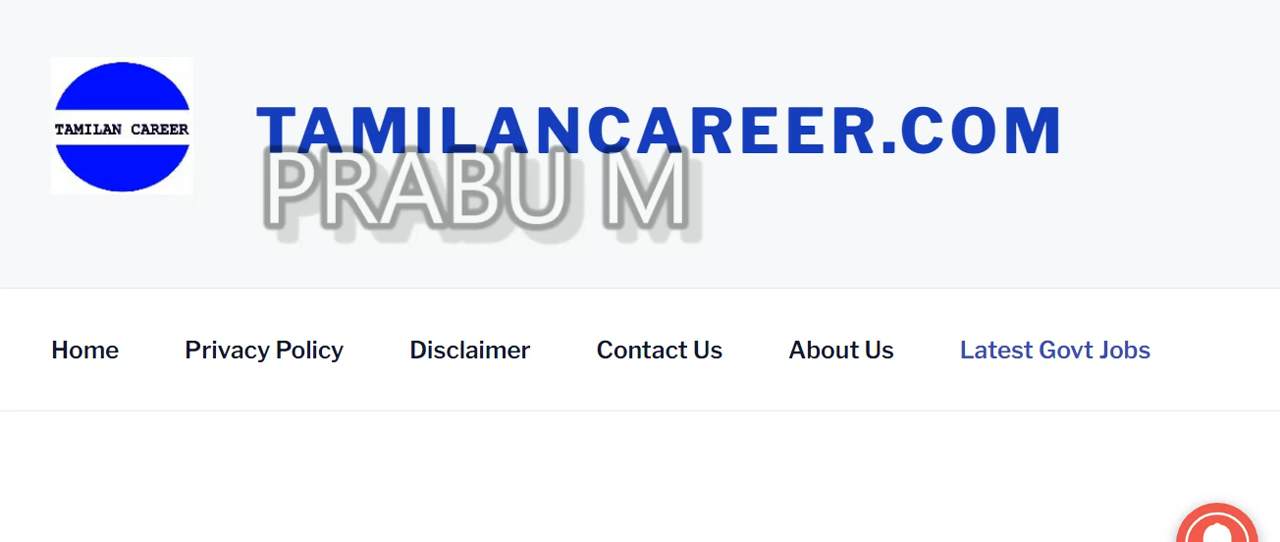 TAMILAN CAREER
TAMILANCAREER.COM
PRABU M
Home Privacy Policy Disclaimer Contact Us About Us Latest Govt Jobs